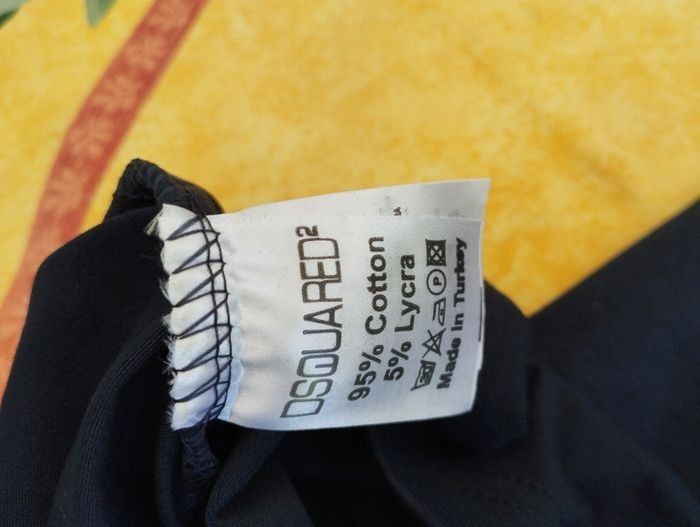 DSQUARED²
95% Cotton
5% Lycra
Made in Turkey